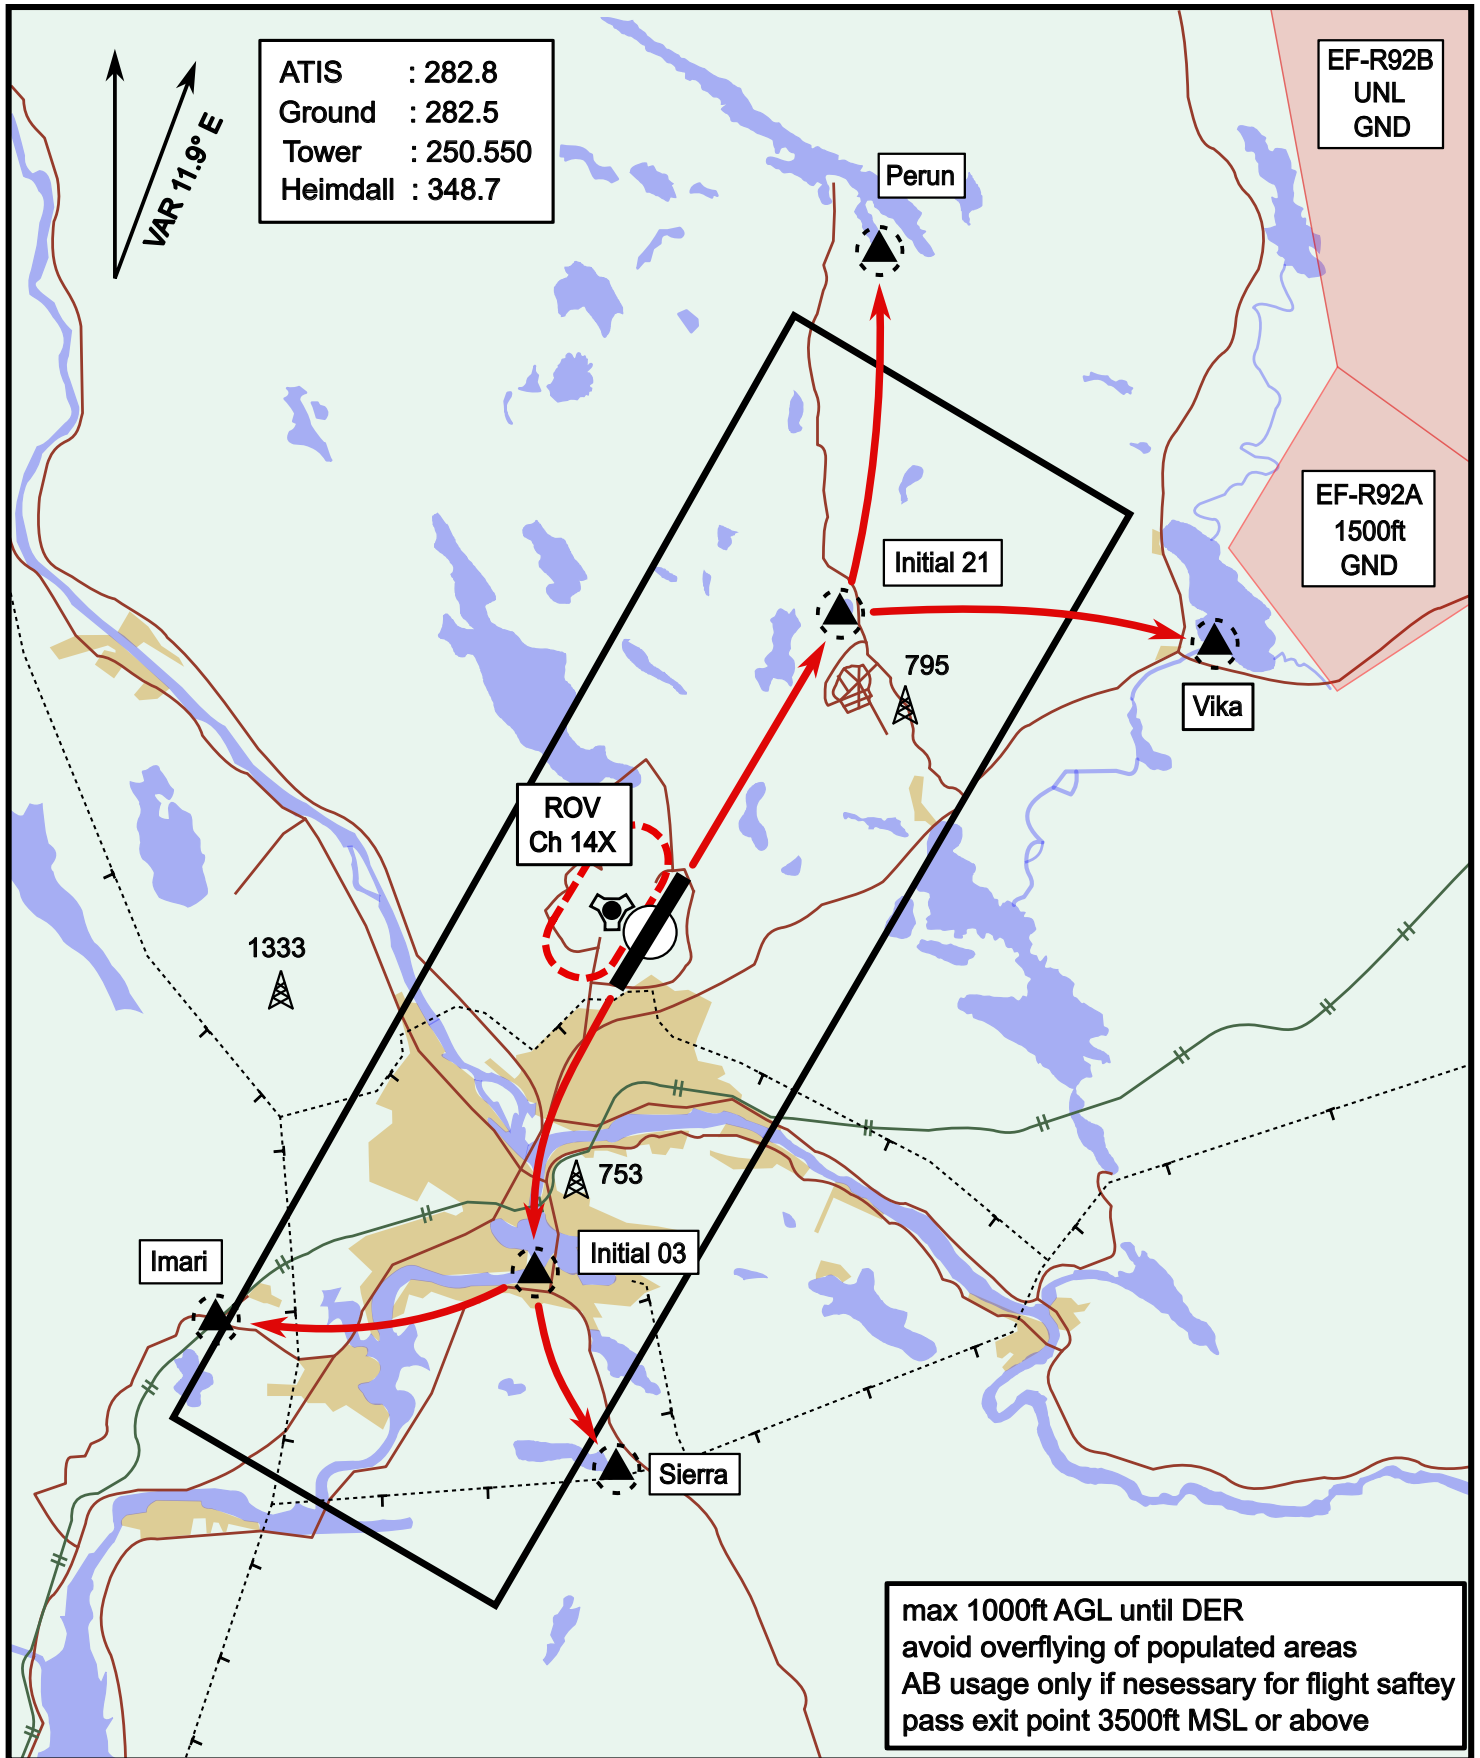 ATIS : 282.8
Ground : 282.5
Tower : 250.550
Heimdall : 348.7
VAR 11.9° E
EF-R92B
UNL
GND
Perun
EF-R92A
1500ft
GND
Initial 21
795
Vika
ROV
Ch 14X
1333
753
Initial 03
Imari
Sierra
max 1000ft AGL until DER
avoid overflying of populated areas
AB usage only if nesessary for flight saftey
pass exit point 3500ft MSL or above